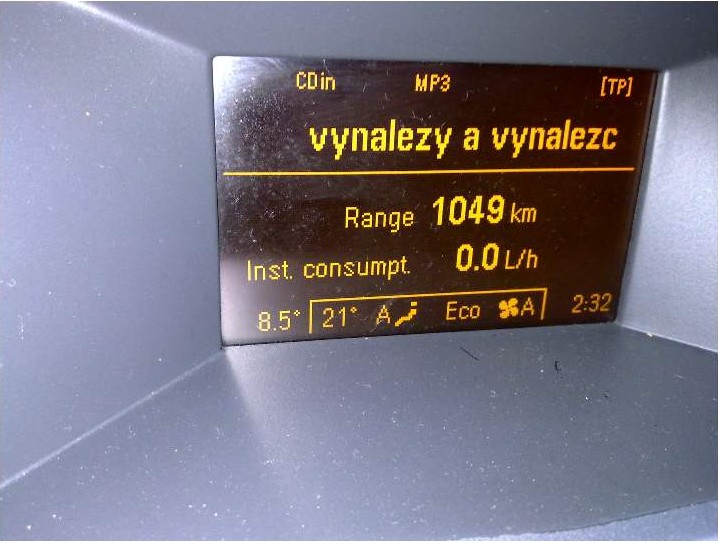 CDin MP3 [TP]
vynalezy a vynalezc
Range 1049 km
Inst. consumpt. 0.0 L/h
8.5° 21° A Eco A 2:32